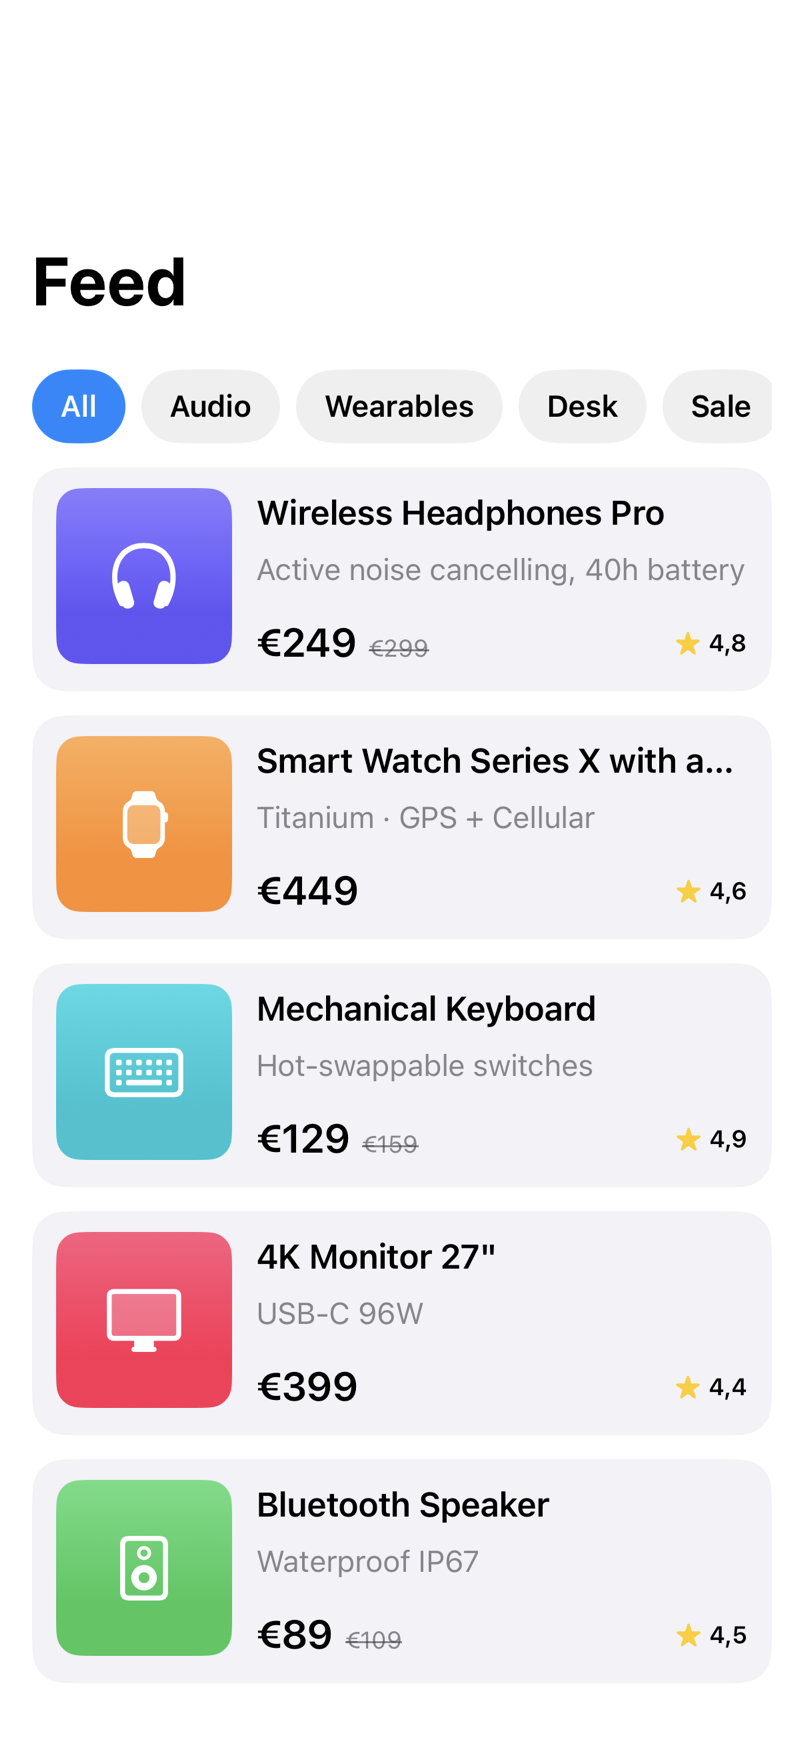 Feed
All Audio Wearables Desk Sale
Wireless Headphones Pro
Active noise cancelling, 40h battery
€249 €299 4,8
Smart Watch Series X with a...
Titanium · GPS + Cellular
€449 4,6
Mechanical Keyboard
Hot-swappable switches
€129 €159 4,9
4K Monitor 27"
USB-C 96W
€399 4,4
Bluetooth Speaker
Waterproof IP67
€89 €109 4,5